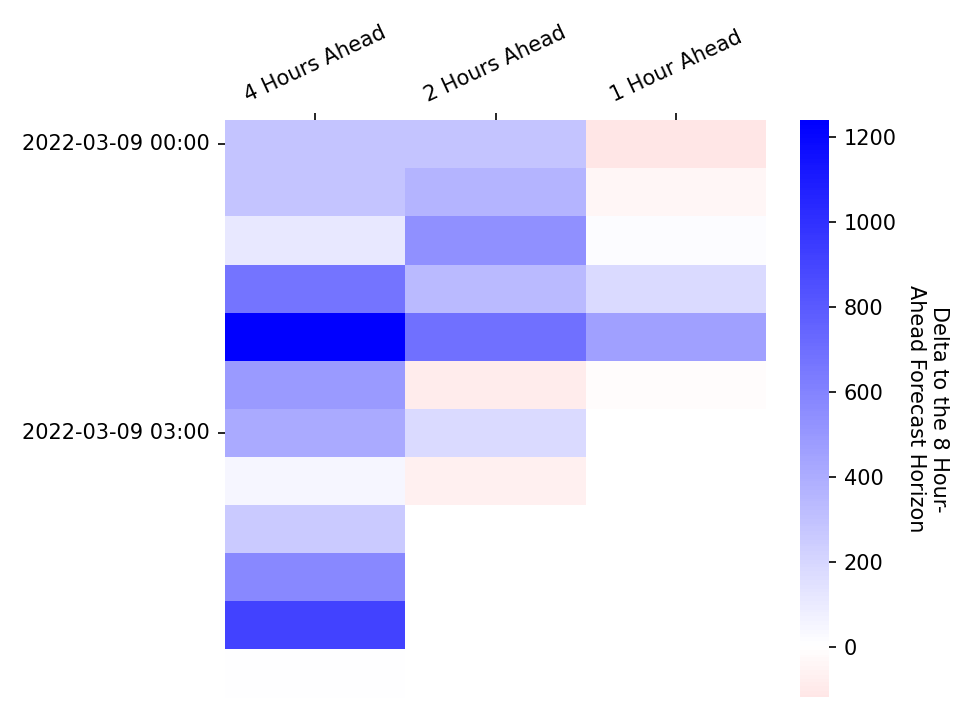 4 Hours Ahead
2 Hours Ahead
1 Hour Ahead
2022-03-09 00:00
2022-03-09 03:00
1200
1000
800
600
400
200
0
Delta to the 8 Hour-
Ahead Forecast Horizon